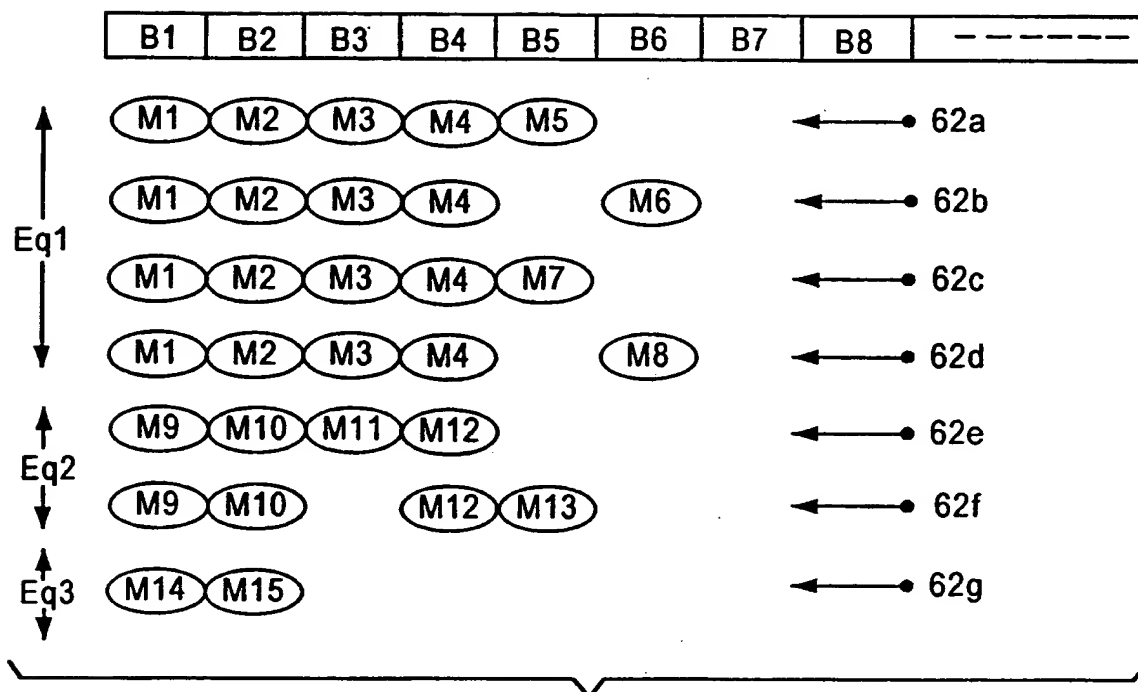 B1 B2 B3 B4 B5 B6 B7 B8
M1 M2 M3 M4 M5 62a
M1 M2 M3 M4 M6 62b
Eq1
M1 M2 M3 M4 M7 62c
M1 M2 M3 M4 M8 62d
M9 M10 M11 M12 62e
Eq2
M9 M10 M12 M13 62f
Eq3 M14 M15 62g